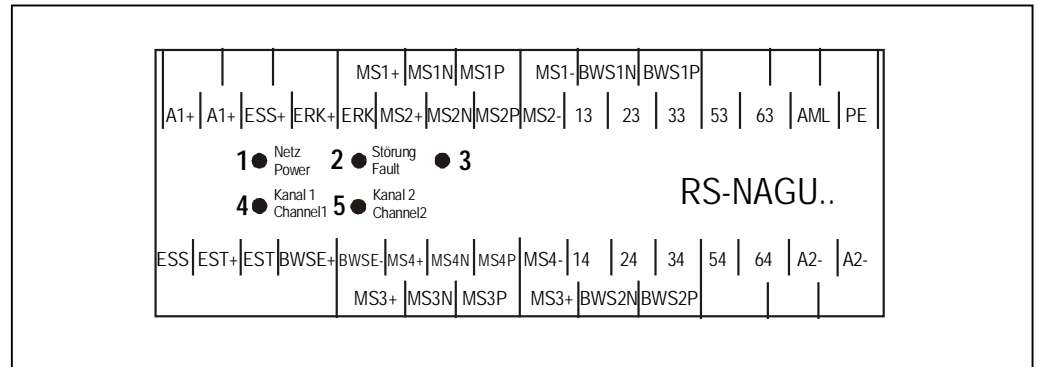 MS1+ MS1N MS1P MS1- BWS1N BWS1P
A1+ A1+ ESS+ ERK+ ERK MS2+ MS2N MS2P MS2- 13 23 33 53 63 AML PE
1 Netz Power 2 Störung Fault 3
RS-NAGU..
4 Kanal 1 Channel1 5 Kanal 2 Channel2
ESS EST+ EST BWSE+ BWSE- MS4+ MS4N MS4P MS4- 14 24 34 54 64 A2- A2-
MS3+ MS3N MS3P MS3+ BWS2N BWS2P